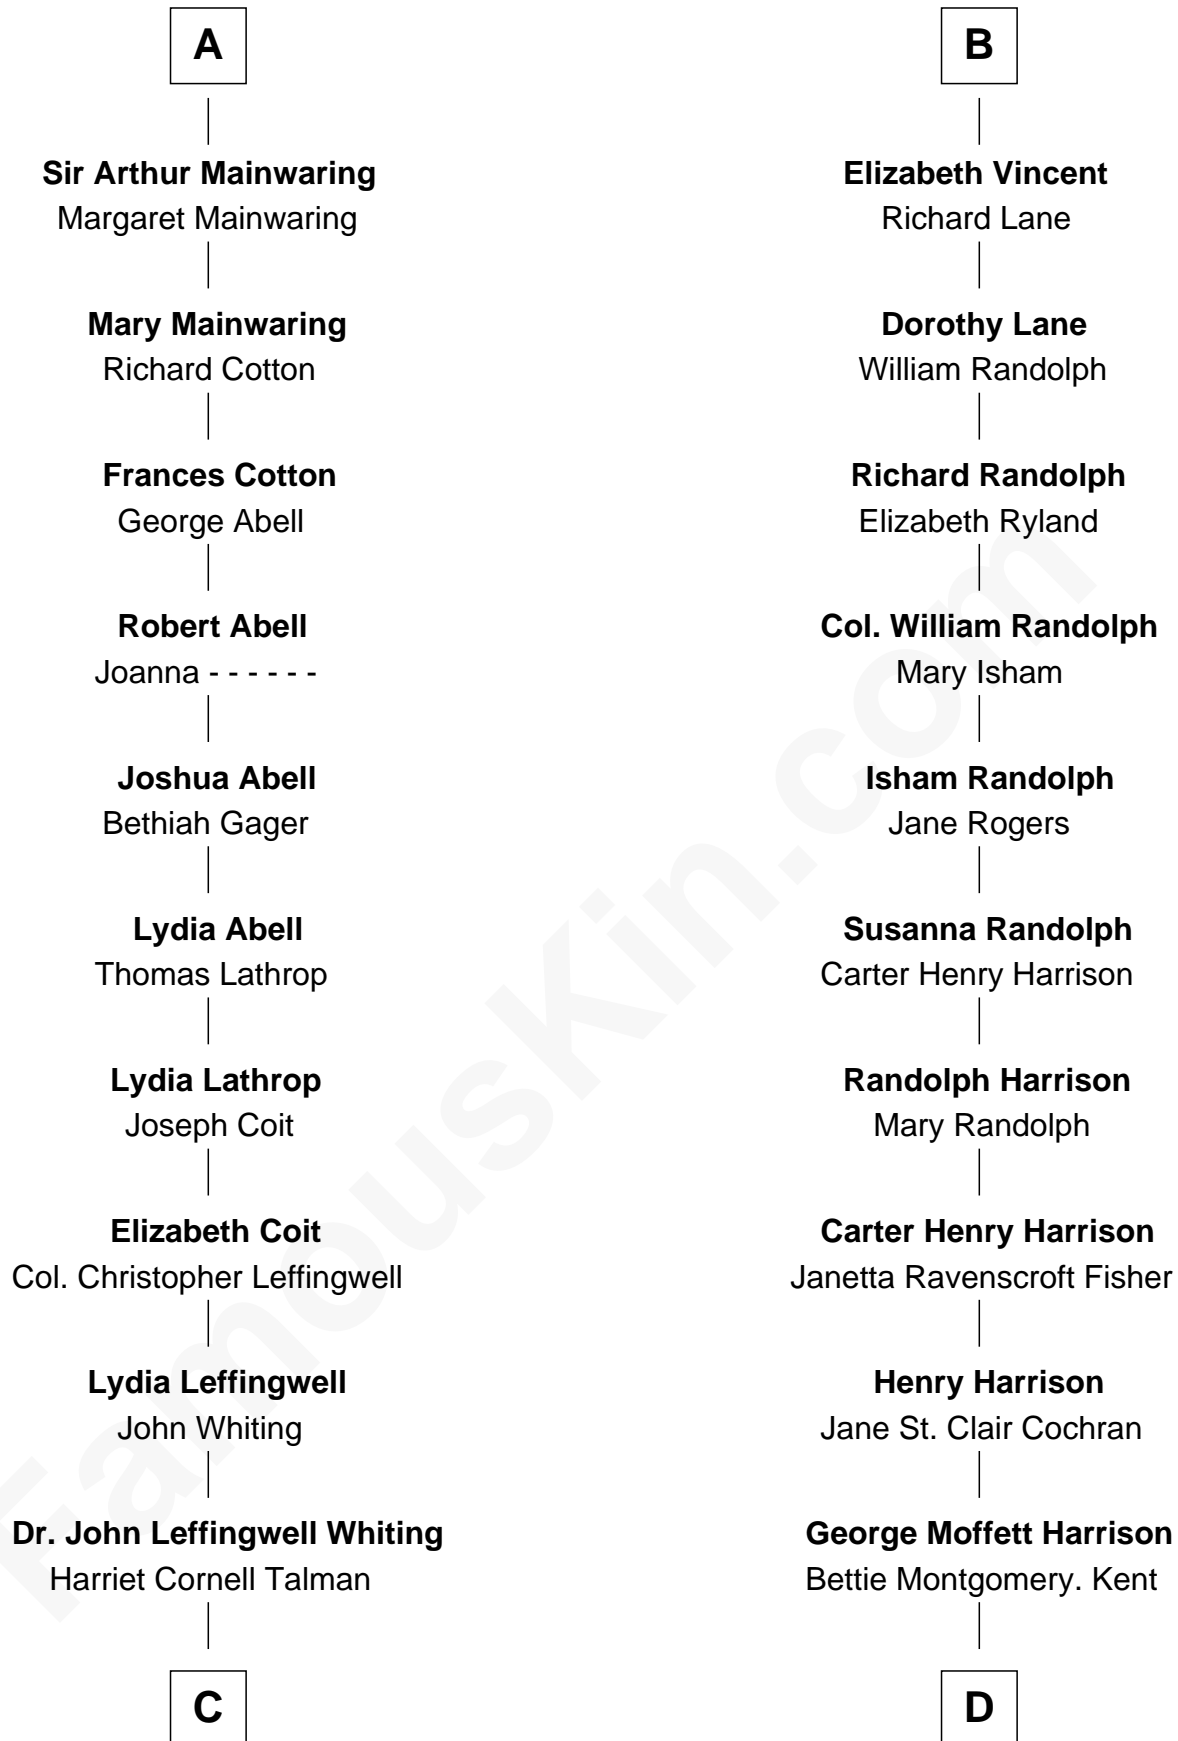 A
Sir Arthur Mainwaring
Margaret Mainwaring
Mary Mainwaring
Richard Cotton
Frances Cotton
George Abell
Robert Abell
Joanna - - - - - -
Joshua Abell
Bethiah Gager
Lydia Abell
Thomas Lathrop
Lydia Lathrop
Joseph Coit
Elizabeth Coit
Col. Christopher Leffingwell
Lydia Leffingwell
John Whiting
Dr. John Leffingwell Whiting
Harriet Cornell Talman
C
B
Elizabeth Vincent
Richard Lane
Dorothy Lane
William Randolph
Richard Randolph
Elizabeth Ryland
Col. William Randolph
Mary Isham
Isham Randolph
Jane Rogers
Susanna Randolph
Carter Henry Harrison
Randolph Harrison
Mary Randolph
Carter Henry Harrison
Janetta Ravenscroft Fisher
Henry Harrison
Jane St. Clair Cochran
George Moffett Harrison
Bettie Montgomery. Kent
D
FamousKin.com